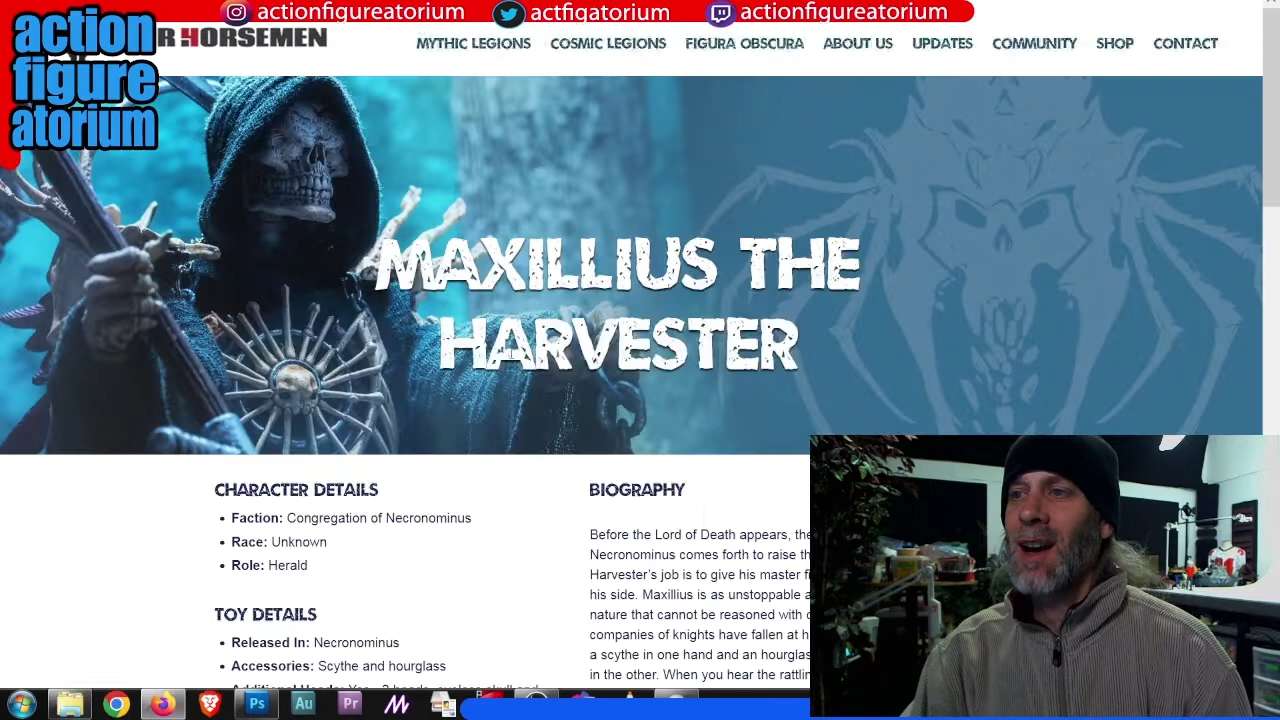 actionfigureatorium
actfigatorium
actionfigureatorium
action
figure
atorium
R HORSEMEN
MYTHIC LEGIONS
COSMIC LEGIONS
FIGURA OBSCURA
ABOUT US
UPDATES
COMMUNITY
SHOP
CONTACT
MAXILLIUS THE
HARVESTER
CHARACTER DETAILS
Faction: Congregation of Necronominus
Race: Unknown
Role: Herald
TOY DETAILS
Released In: Necronominus
Accessories: Scythe and hourglass
BIOGRAPHY
Before the Lord of Death appears, the
Necronominus comes forth to raise th
Harvester's job is to give his master fi
his side. Maxillius is as unstoppable a
nature that cannot be reasoned with o
companies of knights have fallen at h
a scythe in one hand and an hourglas
in the other. When you hear the rattlin
Ps
Au
Pr